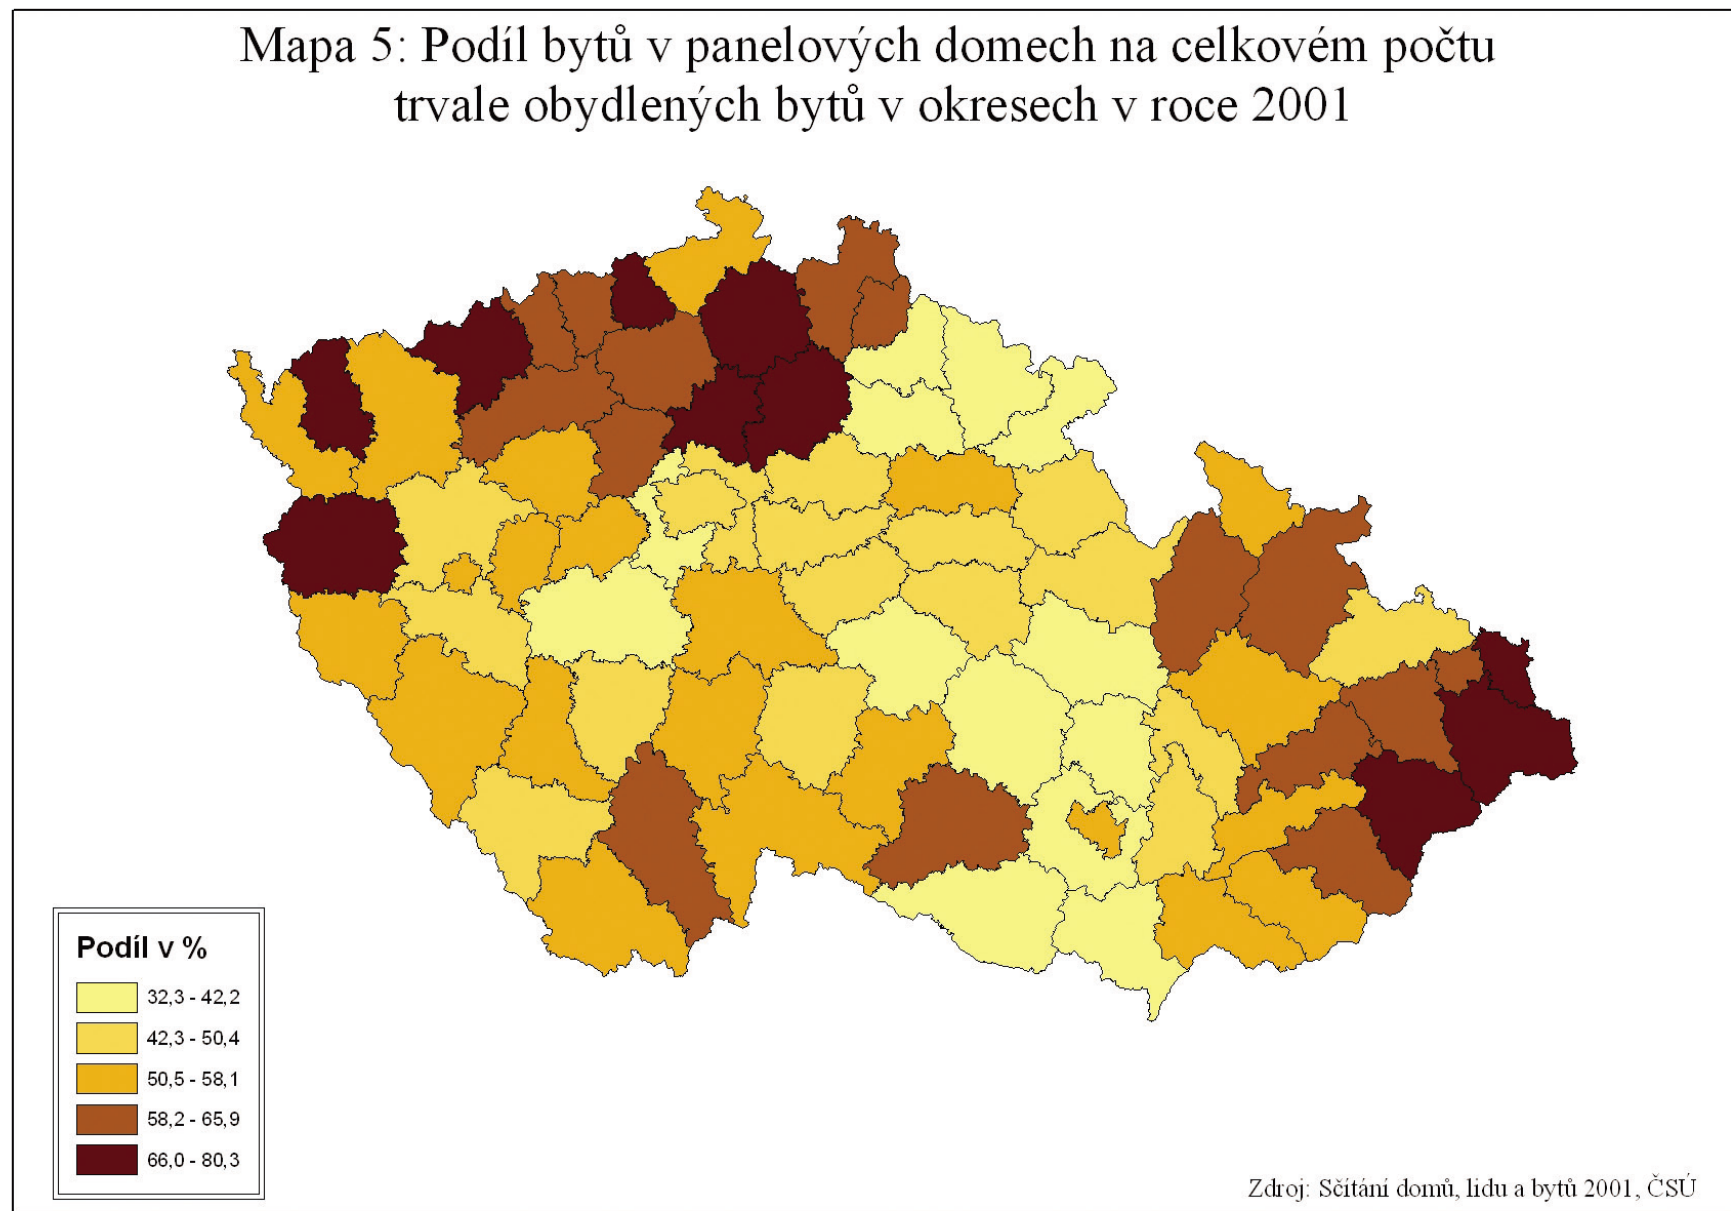 Mapa 5: Podíl bytů v panelových domech na celkovém počtu
trvale obydlených bytů v okresech v roce 2001
Podíl v %
32,3 - 42,2
42,3 - 50,4
50,5 - 58,1
58,2 - 65,9
66,0 - 80,3
Zdroj: Sčítání domů, lidu a bytů 2001, ČSÚ